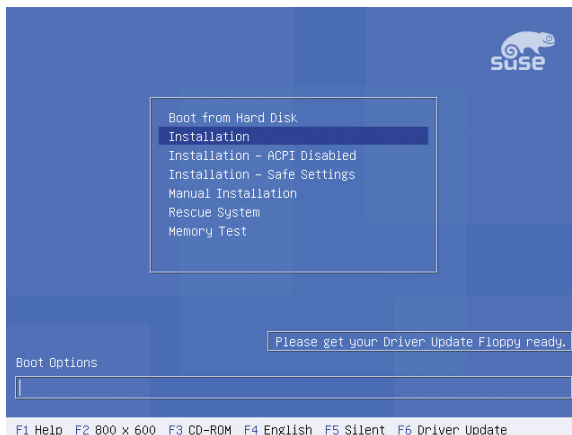 suse
Boot from Hard Disk
Installation
Installation – ACPI Disabled
Installation – Safe Settings
Manual Installation
Rescue System
Memory Test
Please get your Driver Update Floppy ready.
Boot Options
F1 Help F2 800 x 600 F3 CD-ROM F4 English F5 Silent F6 Driver Update